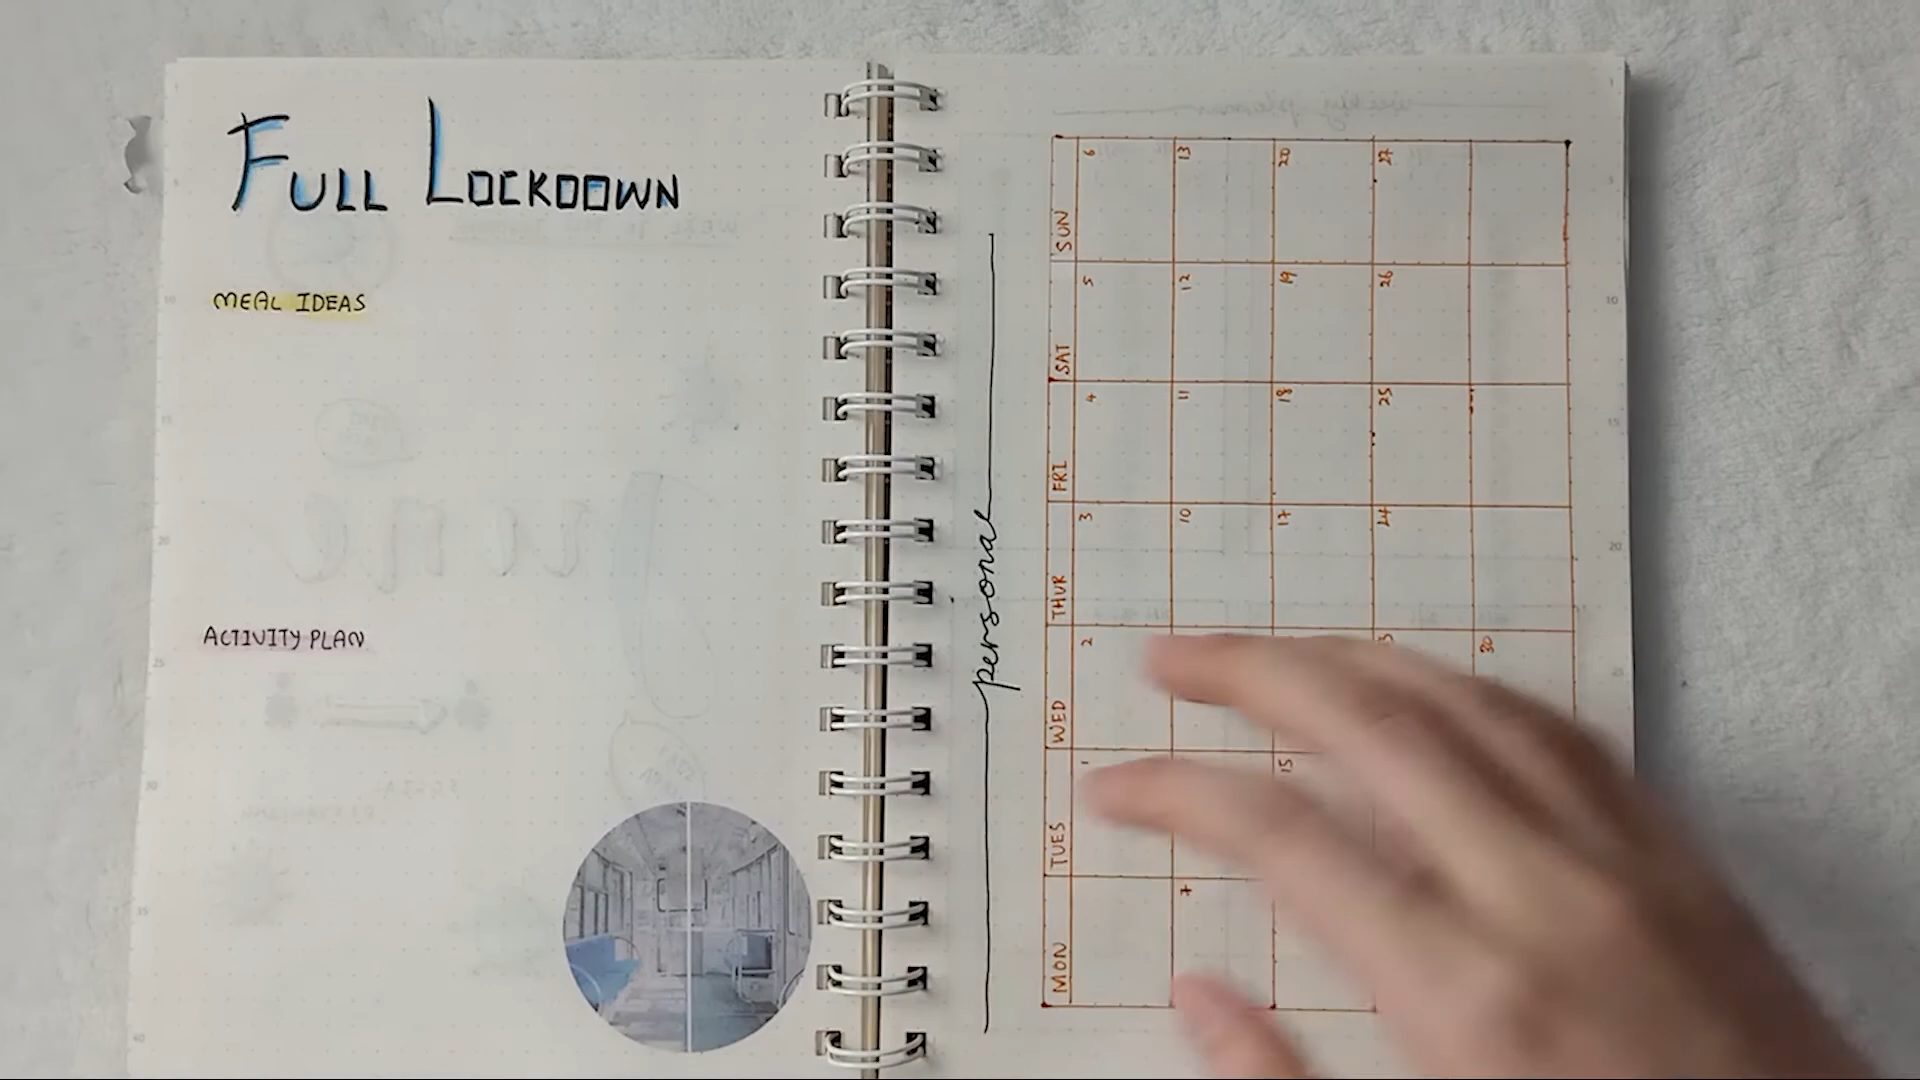 FULL LOCKDOWN
MEAL IDEAS
ACTIVITY PLAN
personal
MON TUES WED THUR FRI SAT SUN
1 2 3 4 5 6
7 10 11 12 13
15 17 18 19 20
24 25 26 27
30